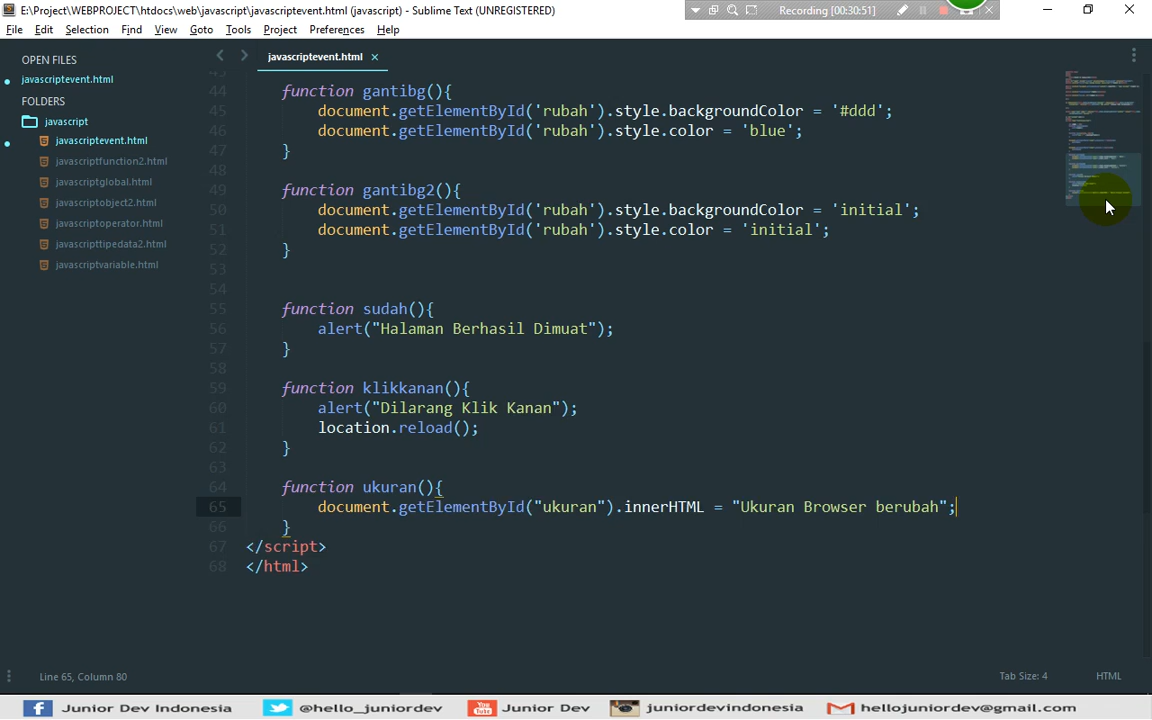 E:\Project\WEBPROJECT\htdocs\web\javascript\javascriptevent.html (javascript) - Sublime Text (UNREGISTERED)
Recording [00:30:51]
File Edit Selection Find View Goto Tools Project Preferences Help
OPEN FILES
javascriptevent.html
FOLDERS
javascript
javascriptevent.html
javascriptfunction2.html
javascriptglobal.html
javascriptobject2.html
javascriptoperator.html
javascripttipedata2.html
javascriptvariable.html
javascriptevent.html
44 function gantibg(){
45 document.getElementById('rubah').style.backgroundColor = '#ddd';
46 document.getElementById('rubah').style.color = 'blue';
47 }
48
49 function gantibg2(){
50 document.getElementById('rubah').style.backgroundColor = 'initial';
51 document.getElementById('rubah').style.color = 'initial';
52 }
53
54
55 function sudah(){
56 alert("Halaman Berhasil Dimuat");
57 }
58
59 function klikkanan(){
60 alert("Dilarang Klik Kanan");
61 location.reload();
62 }
63
64 function ukuran(){
65 document.getElementById("ukuran").innerHTML = "Ukuran Browser berubah";
66 }
67 </script>
68 </html>
Line 65, Column 80
Tab Size: 4
HTML
Junior Dev Indonesia @hello_juniordev Junior Dev juniordevindonesia hellojuniordev@gmail.com